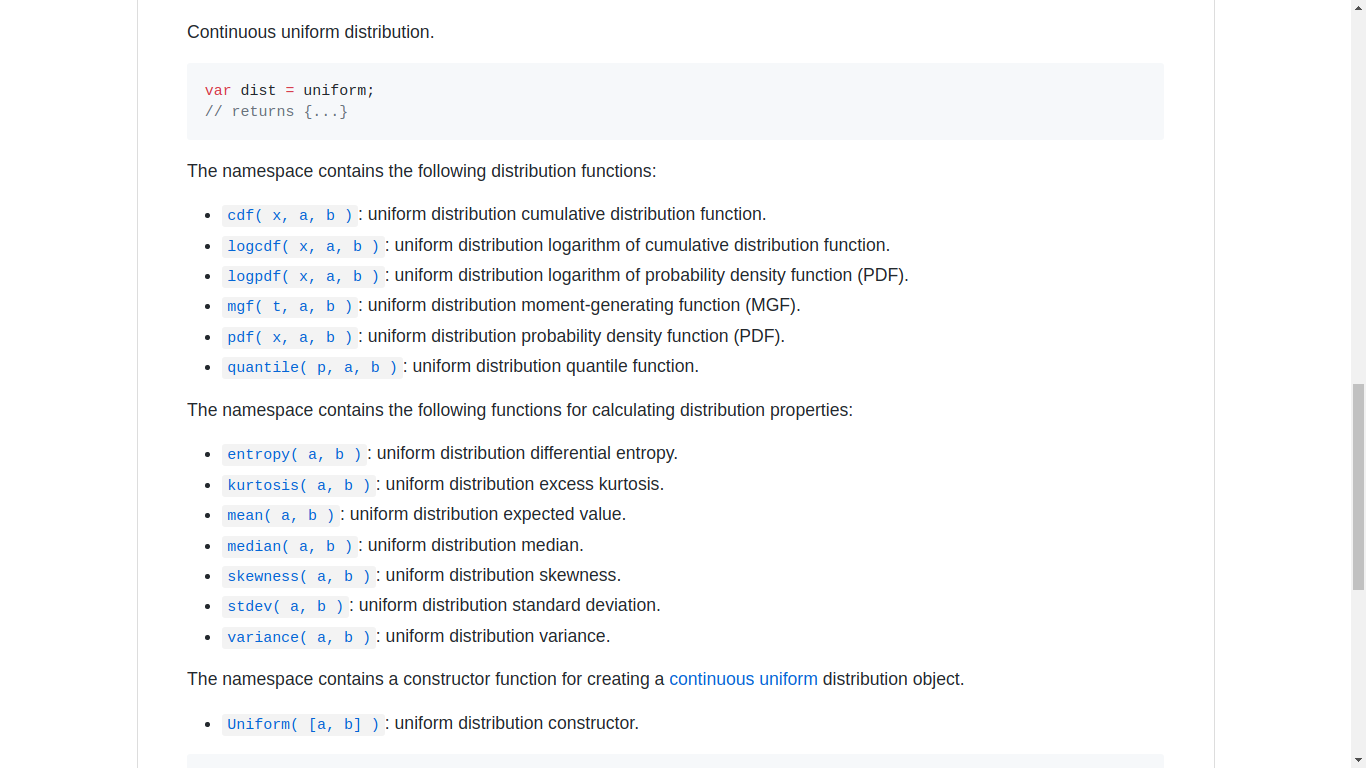 Continuous uniform distribution.
var dist = uniform;
// returns {...}
The namespace contains the following distribution functions:
cdf( x, a, b ): uniform distribution cumulative distribution function.
logcdf( x, a, b ): uniform distribution logarithm of cumulative distribution function.
logpdf( x, a, b ): uniform distribution logarithm of probability density function (PDF).
mgf( t, a, b ): uniform distribution moment-generating function (MGF).
pdf( x, a, b ): uniform distribution probability density function (PDF).
quantile( p, a, b ): uniform distribution quantile function.
The namespace contains the following functions for calculating distribution properties:
entropy( a, b ): uniform distribution differential entropy.
kurtosis( a, b ): uniform distribution excess kurtosis.
mean( a, b ): uniform distribution expected value.
median( a, b ): uniform distribution median.
skewness( a, b ): uniform distribution skewness.
stdev( a, b ): uniform distribution standard deviation.
variance( a, b ): uniform distribution variance.
The namespace contains a constructor function for creating a continuous uniform distribution object.
Uniform( [a, b] ): uniform distribution constructor.